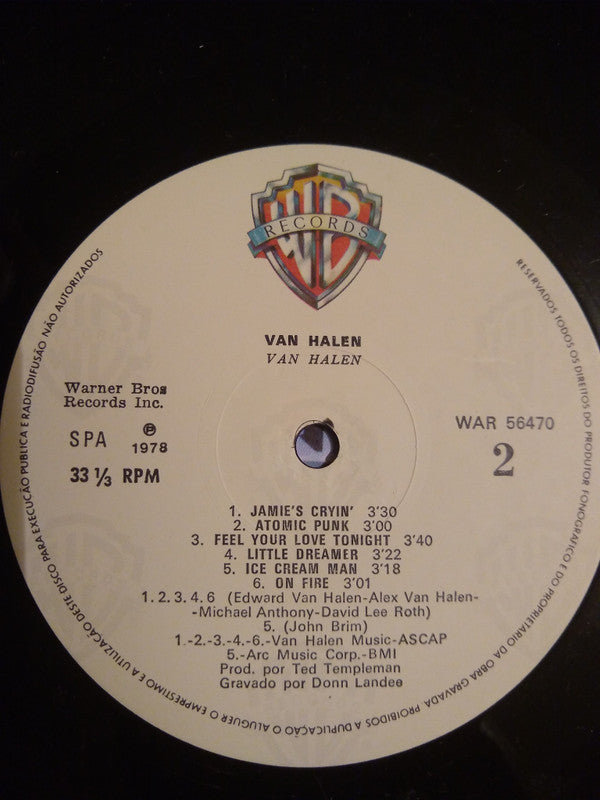 WB
RECORDS
VAN HALEN
VAN HALEN
Warner Bros
Records Inc.
SPA ℗ 1978
33 1/3 RPM
WAR 56470
2
1. JAMIE'S CRYIN' 3'30
2. ATOMIC PUNK 3'00
3. FEEL YOUR LOVE TONIGHT 3'40
4. LITTLE DREAMER 3'22
5. ICE CREAM MAN 3'18
6. ON FIRE 3'01
1.2.3.4.6 (Edward Van Halen-Alex Van Halen-
-Michael Anthony-David Lee Roth)
5. (John Brim)
1.-2.-3.-4.-6.-Van Halen Music-ASCAP
5.-Arc Music Corp.-BMI
Prod. por Ted Templeman
Gravado por Donn Landee
RESERVADOS TODOS OS DIREITOS DO PRODUTOR FONOGRAFICO E DO PROPRIETARIO DA OBRA GRAVADA. PROIBIDOS A DUPLICAÇÃO O ALUGUER O EMPRESTIMO E A UTILIZAÇÃO DESTE DISCO PARA EXECUÇÃO PUBLICA E RADIODIFUSÃO NÃO AUTORIZADOS